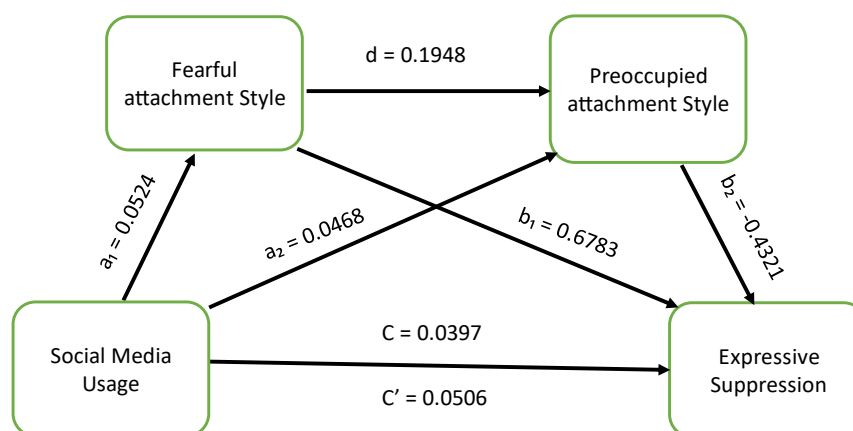 d = 0.1948
Fearful
attachment Style
Preoccupied
attachment Style
a₁ = 0.0524
a₂ = 0.0468
b₁ = 0.6783
b₂ = -0.4321
Social Media
Usage
C = 0.0397
C’ = 0.0506
Expressive
Suppression